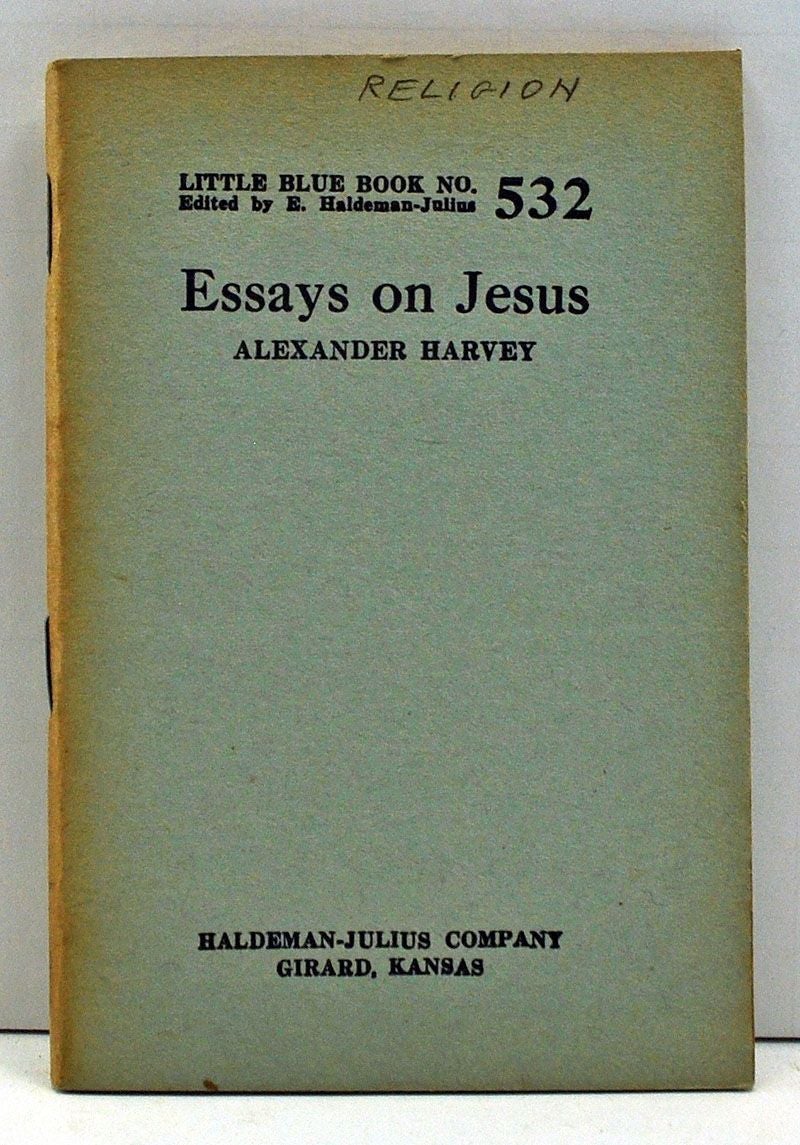 RELIGION
LITTLE BLUE BOOK NO. 532
Edited by E. Haldeman-Julius
Essays on Jesus
ALEXANDER HARVEY
HALDEMAN-JULIUS COMPANY
GIRARD, KANSAS